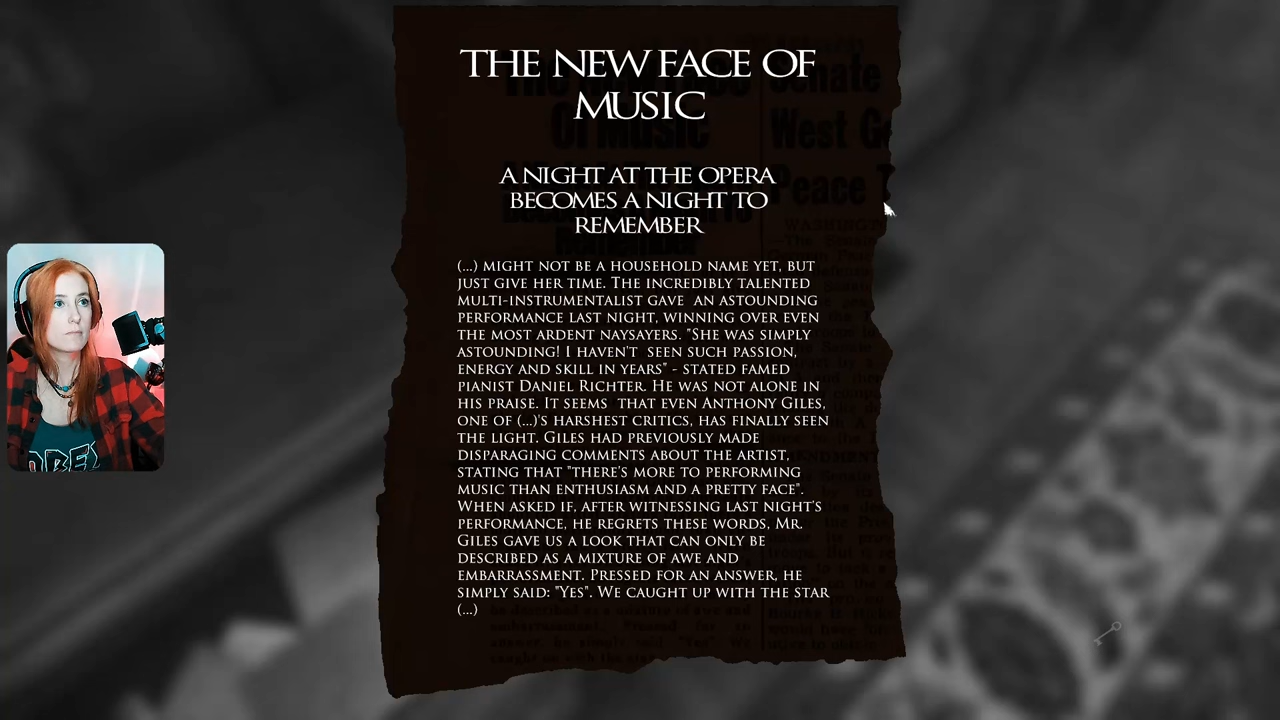 THE NEW FACE OF
MUSIC
A NIGHT AT THE OPERA
BECOMES A NIGHT TO
REMEMBER
(...) MIGHT NOT BE A HOUSEHOLD NAME YET, BUT
JUST GIVE HER TIME. THE INCREDIBLY TALENTED
MULTI-INSTRUMENTALIST GAVE AN ASTOUNDING
PERFORMANCE LAST NIGHT, WINNING OVER EVEN
THE MOST ARDENT NAYSAYERS. "SHE WAS SIMPLY
ASTOUNDING! I HAVEN'T SEEN SUCH PASSION,
ENERGY AND SKILL IN YEARS" - STATED FAMED
PIANIST DANIEL RICHTER. HE WAS NOT ALONE IN
HIS PRAISE. IT SEEMS THAT EVEN ANTHONY GILES,
ONE OF (...)'S HARSHEST CRITICS, HAS FINALLY SEEN
THE LIGHT. GILES HAD PREVIOUSLY MADE
DISPARAGING COMMENTS ABOUT THE ARTIST,
STATING THAT "THERE'S MORE TO PERFORMING
MUSIC THAN ENTHUSIASM AND A PRETTY FACE".
WHEN ASKED IF, AFTER WITNESSING LAST NIGHT'S
PERFORMANCE, HE REGRETS THESE WORDS, MR.
GILES GAVE US A LOOK THAT CAN ONLY BE
DESCRIBED AS A MIXTURE OF AWE AND
EMBARRASSMENT. PRESSED FOR AN ANSWER, HE
SIMPLY SAID: "YES". WE CAUGHT UP WITH THE STAR
(...)
Senate
West
Peace